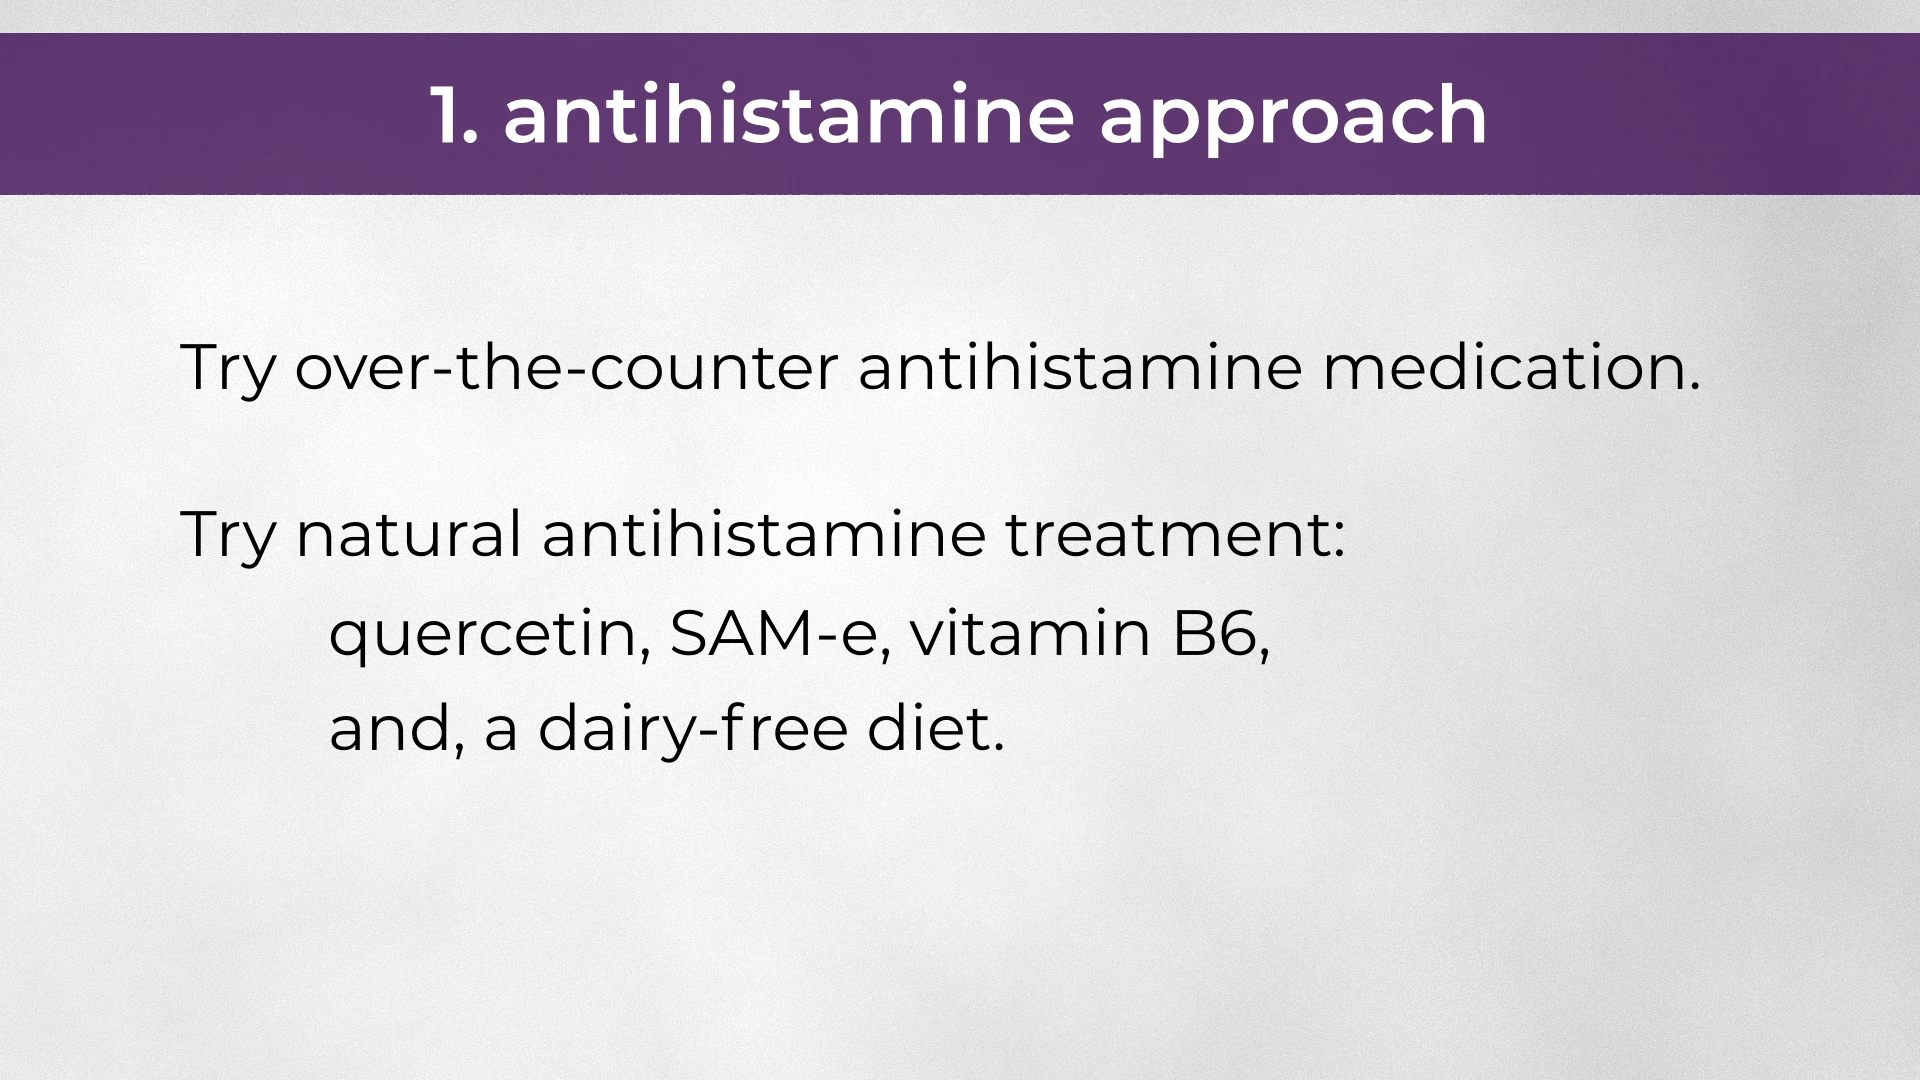 1. antihistamine approach
Try over-the-counter antihistamine medication.
Try natural antihistamine treatment:
quercetin, SAM-e, vitamin B6,
and, a dairy-free diet.